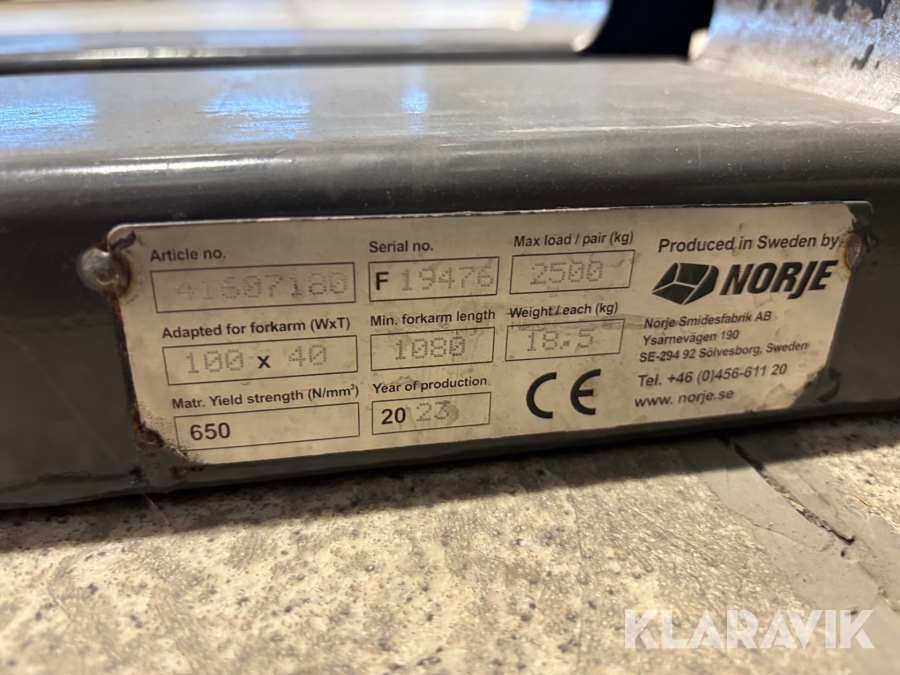 Article no.
41607180
Serial no.
F 19476
Max load / pair (kg)
2500
Adapted for forkarm (WxT)
100 x 40
Min. forkarm length
1080
Weight / each (kg)
18.5
Matr. Yield strength (N/mm²)
650
Year of production
20 23
CE
Produced in Sweden by
NORJE
Norje Smidesfabrik AB
Ysarnevägen 190
SE-294 92 Sölvesborg, Sweden
Tel. +46 (0)456-611 20
www. norje.se
KLARAVIK